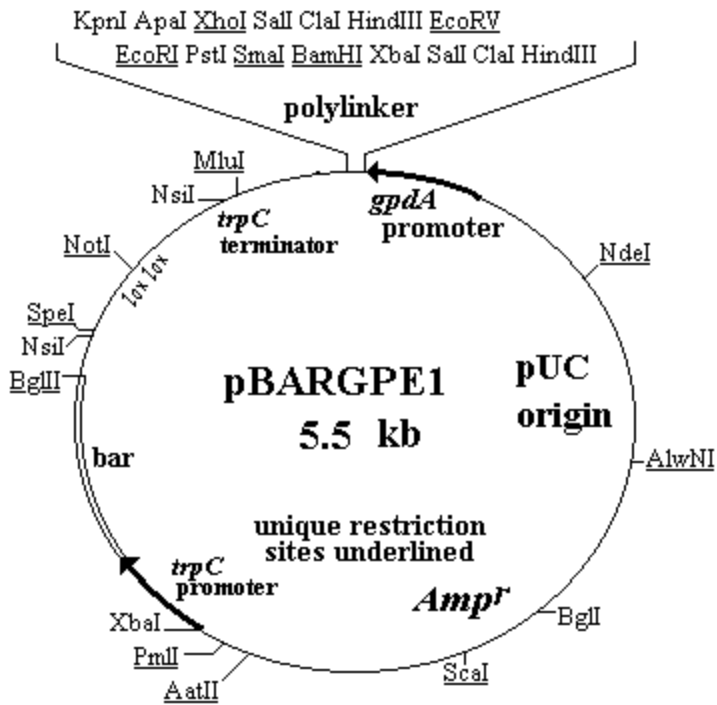 KpnI ApaI XhoI SalI ClaI HindIII EcoRV
EcoRI PstI SmaI BamHI XbaI SalI ClaI HindIII
polylinker
MluI
NsiI
gpdA
promoter
trpC
terminator
NotI
lox lox
NdeI
SpeI
NsiI
BglII
pBARGPE1
5.5 kb
pUC
origin
bar
AlwNI
unique restriction
sites underlined
trpC
promoter
Ampr
XbaI
BglI
PmlI
ScaI
AatII